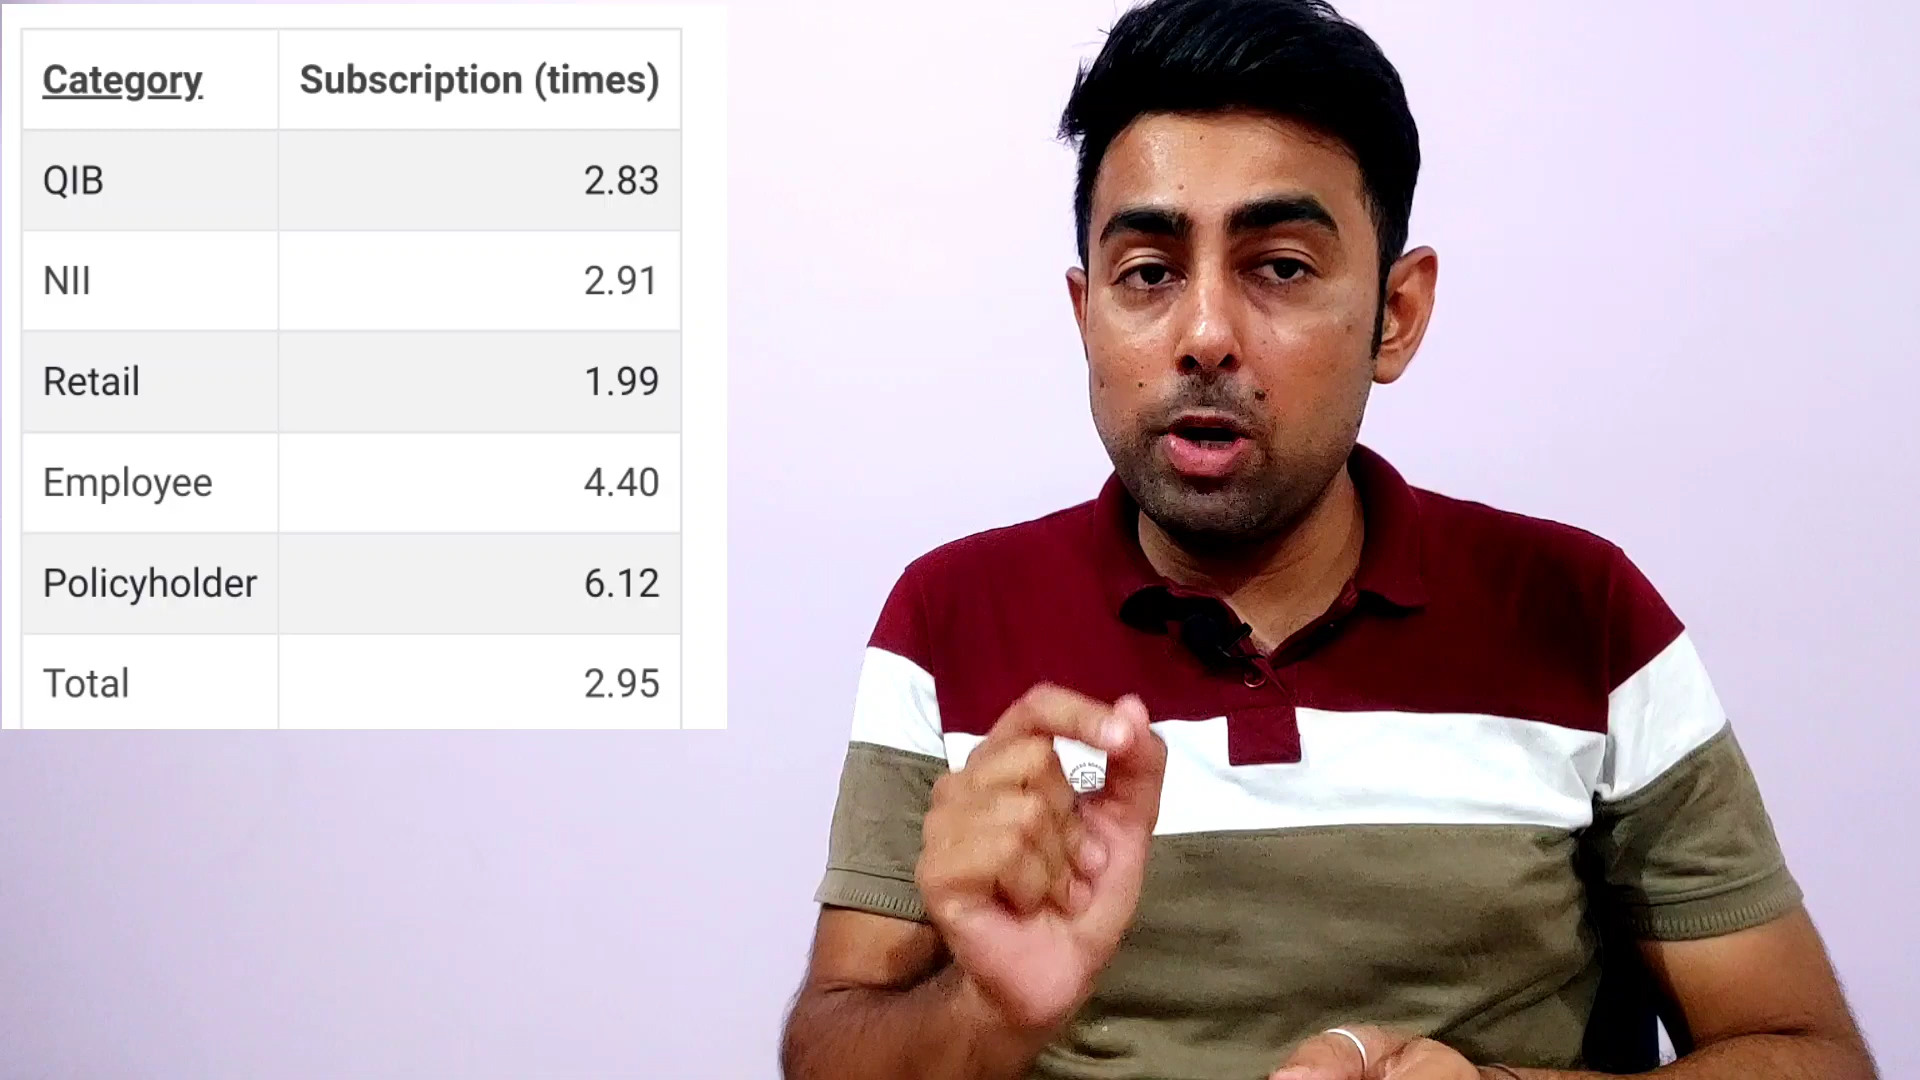 Category Subscription (times)
QIB 2.83
NII 2.91
Retail 1.99
Employee 4.40
Policyholder 6.12
Total 2.95